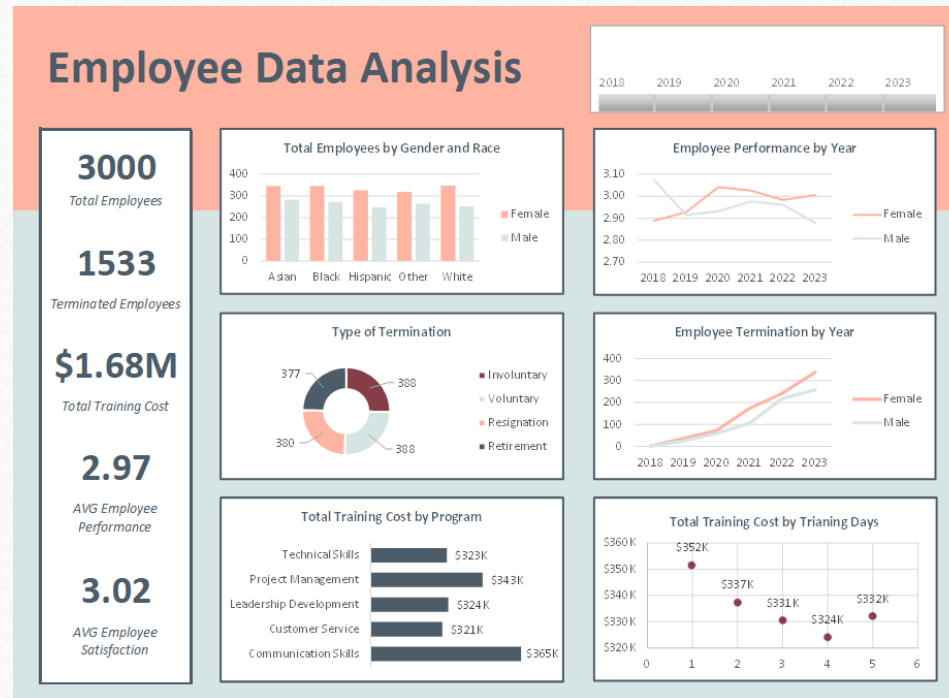 Employee Data Analysis
2018 2019 2020 2021 2022 2023
3000
Total Employees
1533
Terminated Employees
$1.68M
Total Training Cost
2.97
AVG Employee
Performance
3.02
AVG Employee
Satisfaction
Total Employees by Gender and Race
400
300
200
100
0
Asian Black Hispanic Other White
Female
Male
Employee Performance by Year
3.10
3.00
2.90
2.80
2.70
2018 2019 2020 2021 2022 2023
Female
Male
Type of Termination
377
388
380
388
Involuntary
Voluntary
Resignation
Retirement
Employee Termination by Year
400
300
200
100
0
2018 2019 2020 2021 2022 2023
Female
Male
Total Training Cost by Program
Technical Skills $323K
Project Management $343K
Leadership Development $324K
Customer Service $321K
Communication Skills $365K
Total Training Cost by Trianing Days
$360K
$350K
$340K
$330K
$320K
$352K
$337K
$331K
$324K
$332K
0 1 2 3 4 5 6